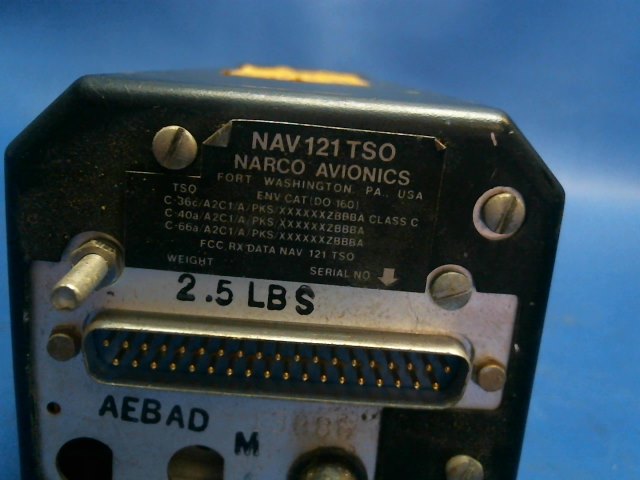 NAV 121 TSO
NARCO AVIONICS
FORT WASHINGTON, PA., USA
TSO ENV CAT (DO 160)
C-36c/A2C1/A/PKS/XXXXXXZBBBA CLASS C
C-40a/A2C1/A/PKS/XXXXXXZBBBA
C-66a/A2C1/A/PKS/XXXXXXZBBBA
FCC RX DATA NAV 121 TSO
WEIGHT SERIAL NO
2.5 LBS
AEBAD
M